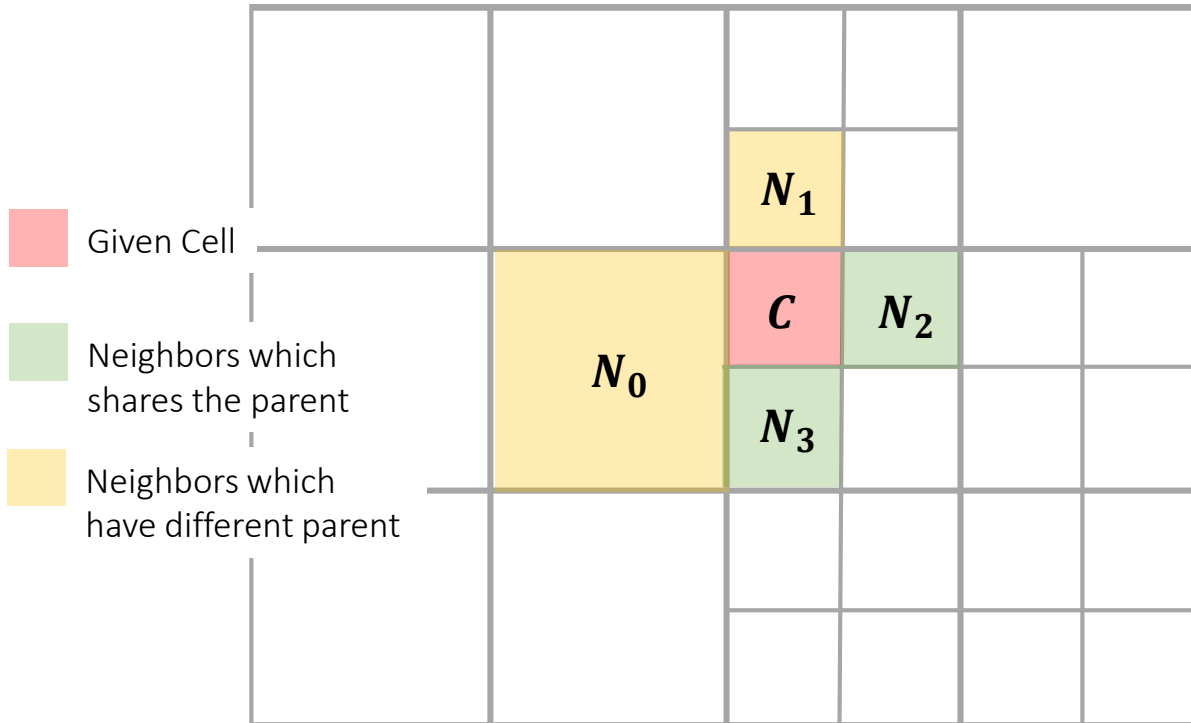 N₁
Given Cell
C
N₂
Neighbors which
shares the parent
N₀
N₃
Neighbors which
have different parent